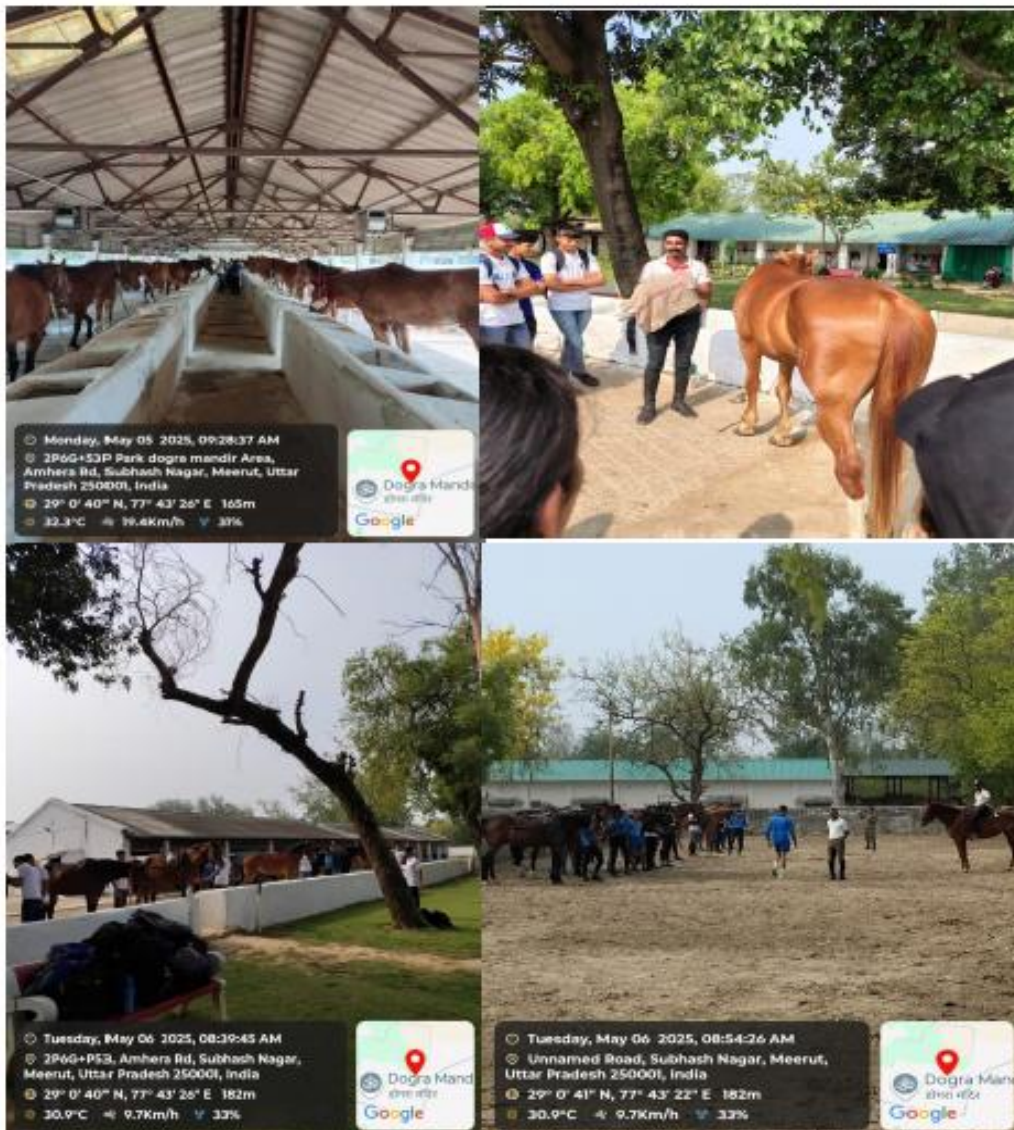 Monday, May 05 2025, 09:28:37 AM
2P6G+53P Park dogra mandir Area,
Amhera Rd, Subhash Nagar, Meerut, Uttar
Pradesh 250001, India
29° 0' 40" N, 77° 43' 26" E 165m
32.3°C 19.4Km/h 31%
Dogra Mand
डोगरा मंदिर
Google
Tuesday, May 06 2025, 08:39:45 AM
2P6G+P53, Amhera Rd, Subhash Nagar,
Meerut, Uttar Pradesh 250001, India
29° 0' 40" N, 77° 43' 26" E 182m
30.9°C 9.7Km/h 33%
Dogra Mand
डोगरा मंदिर
Google
Tuesday, May 06 2025, 08:54:26 AM
Unnamed Road, Subhash Nagar, Meerut,
Uttar Pradesh 250001, India
29° 0' 41" N, 77° 43' 22" E 182m
30.9°C 9.7Km/h 33%
Dogra Man
डोगरा मंदिर
Google